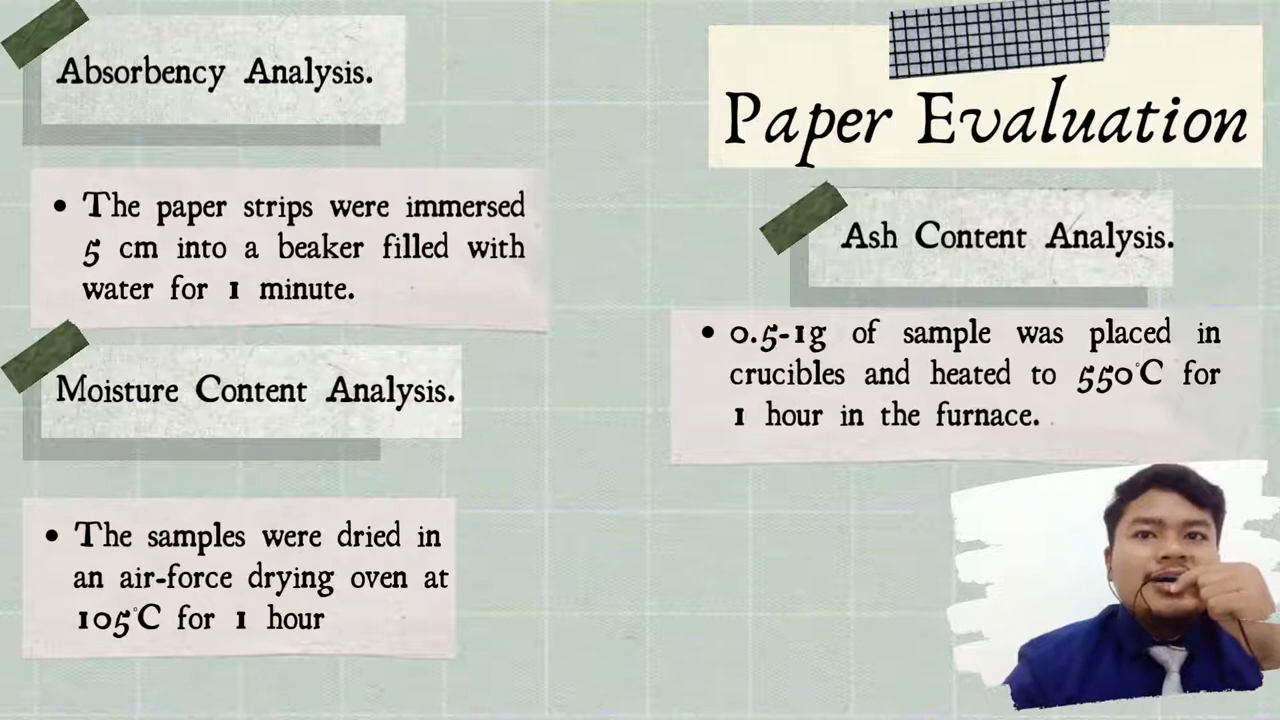 Absorbency Analysis.
• The paper strips were immersed
5 cm into a beaker filled with
water for 1 minute.
Moisture Content Analysis.
• The samples were dried in
an air-force drying oven at
105°C for 1 hour
Paper Evaluation
Ash Content Analysis.
• 0.5-1g of sample was placed in
crucibles and heated to 550°C for
1 hour in the furnace.